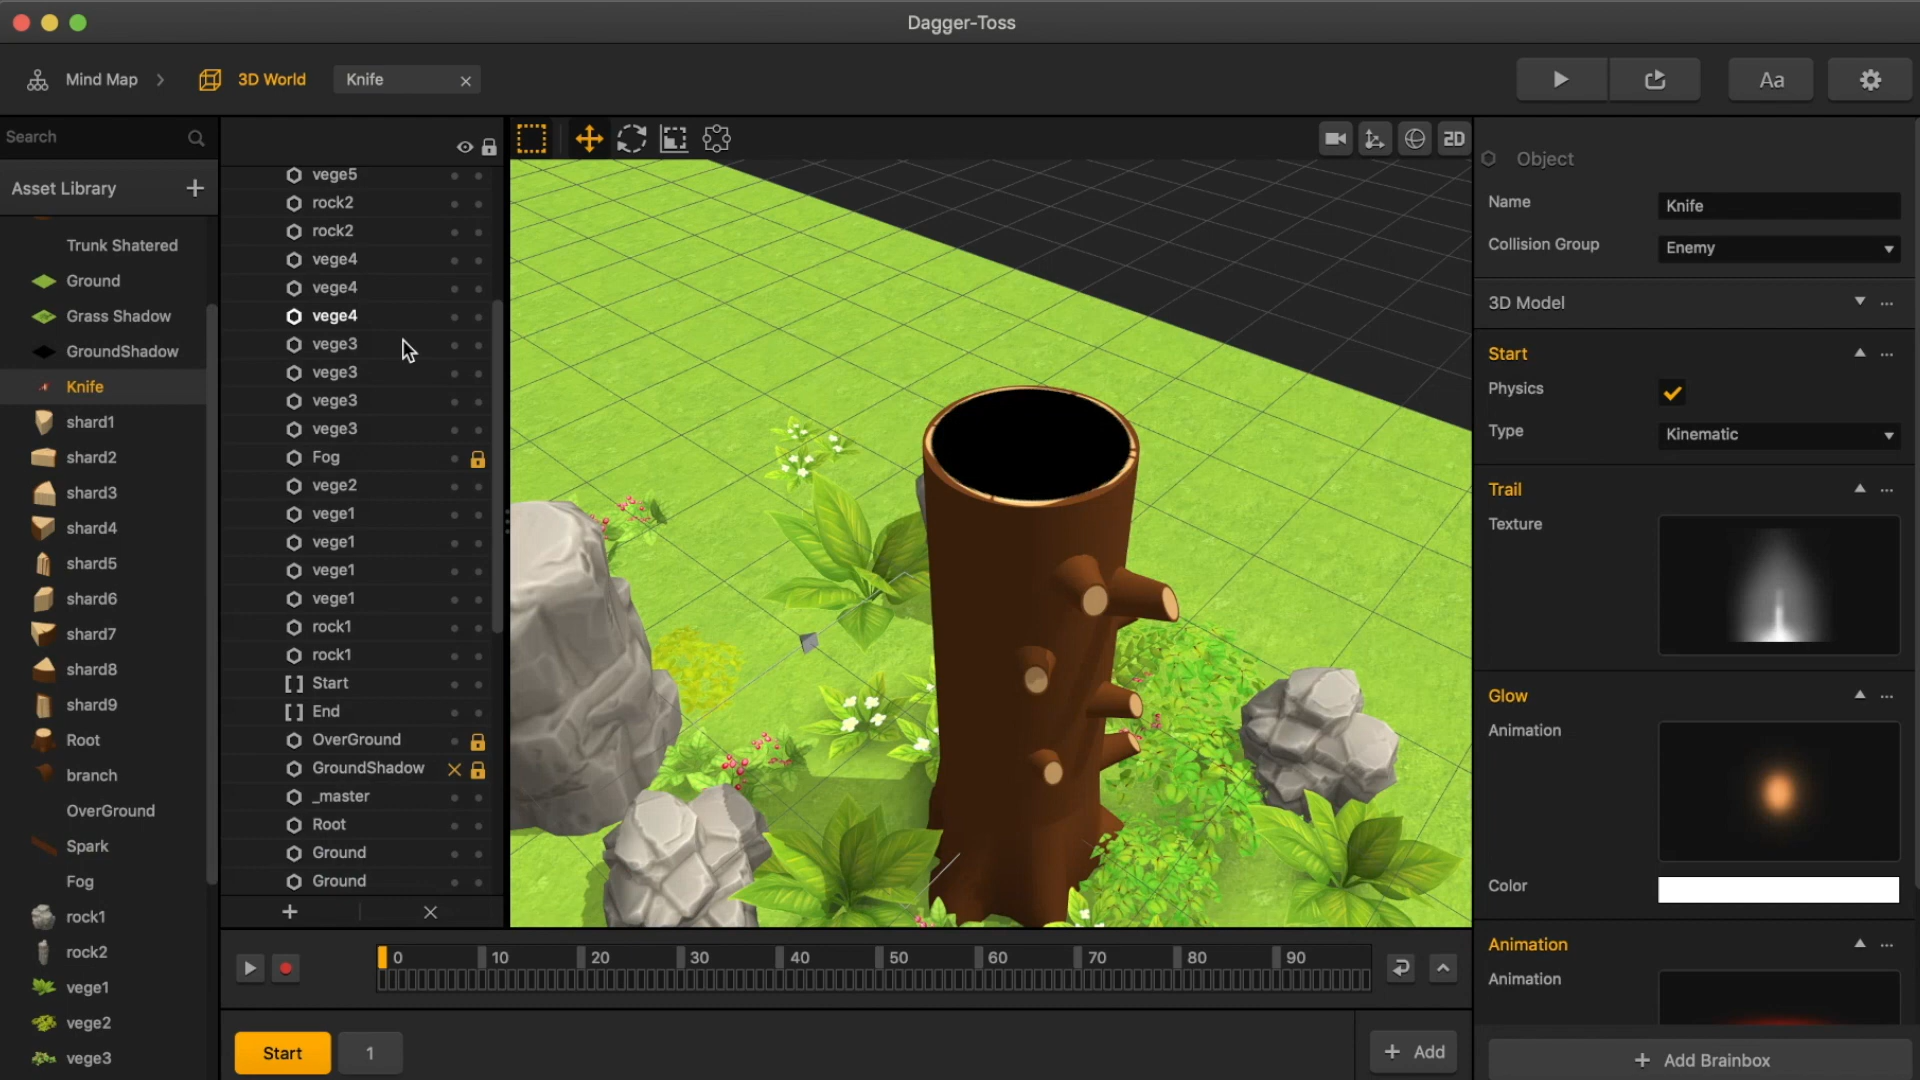 Dagger-Toss
Mind Map
3D World
Knife
Aa
Search
Asset Library
Trunk Shatered
Ground
Grass Shadow
GroundShadow
Knife
shard1
shard2
shard3
shard4
shard5
shard6
shard7
shard8
shard9
Root
branch
OverGround
Spark
Fog
rock1
rock2
vege1
vege2
vege3
vege5
rock2
rock2
vege4
vege4
vege4
vege3
vege3
vege3
vege3
Fog
vege2
vege1
vege1
vege1
vege1
rock1
rock1
[ ] Start
[ ] End
OverGround
GroundShadow
_master
Root
Ground
Ground
2D
0 10 20 30 40 50 60 70 80 90
Start
1
+ Add
Object
Name Knife
Collision Group Enemy
3D Model
Start
Physics
Type Kinematic
Trail
Texture
Glow
Animation
Color
Animation
Animation
+ Add Brainbox